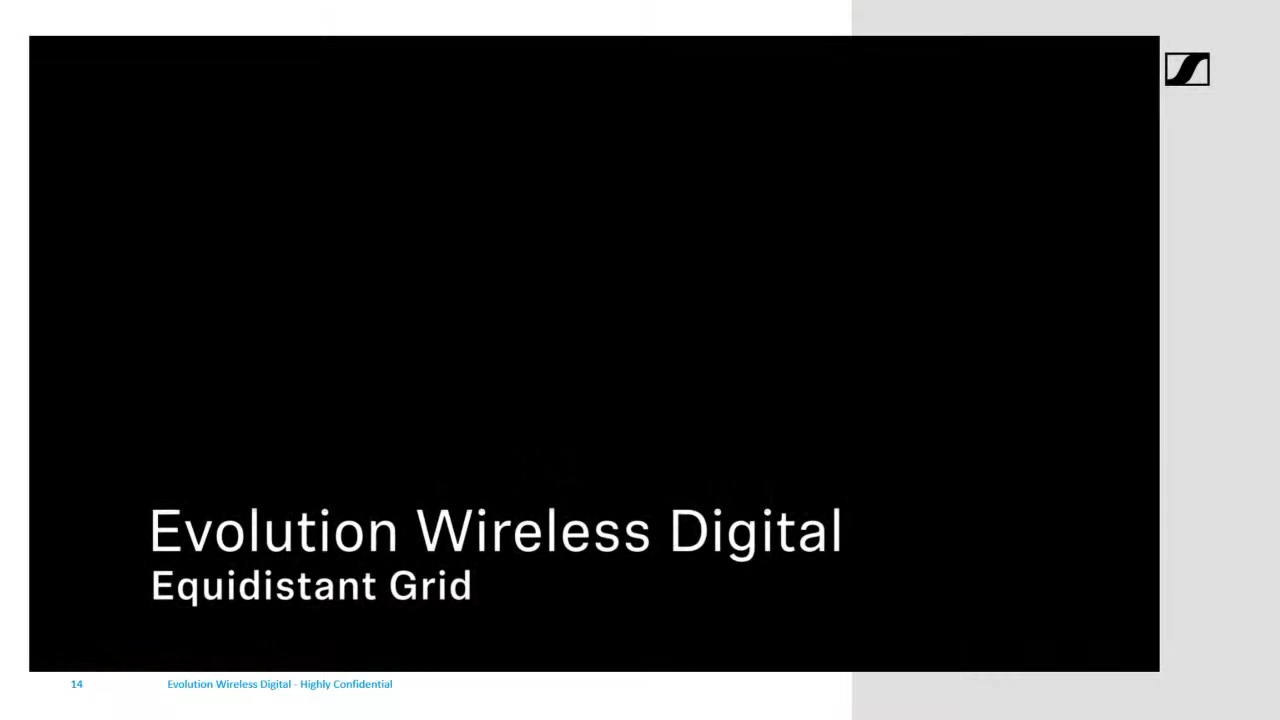 Evolution Wireless Digital
Equidistant Grid
14 Evolution Wireless Digital - Highly Confidential